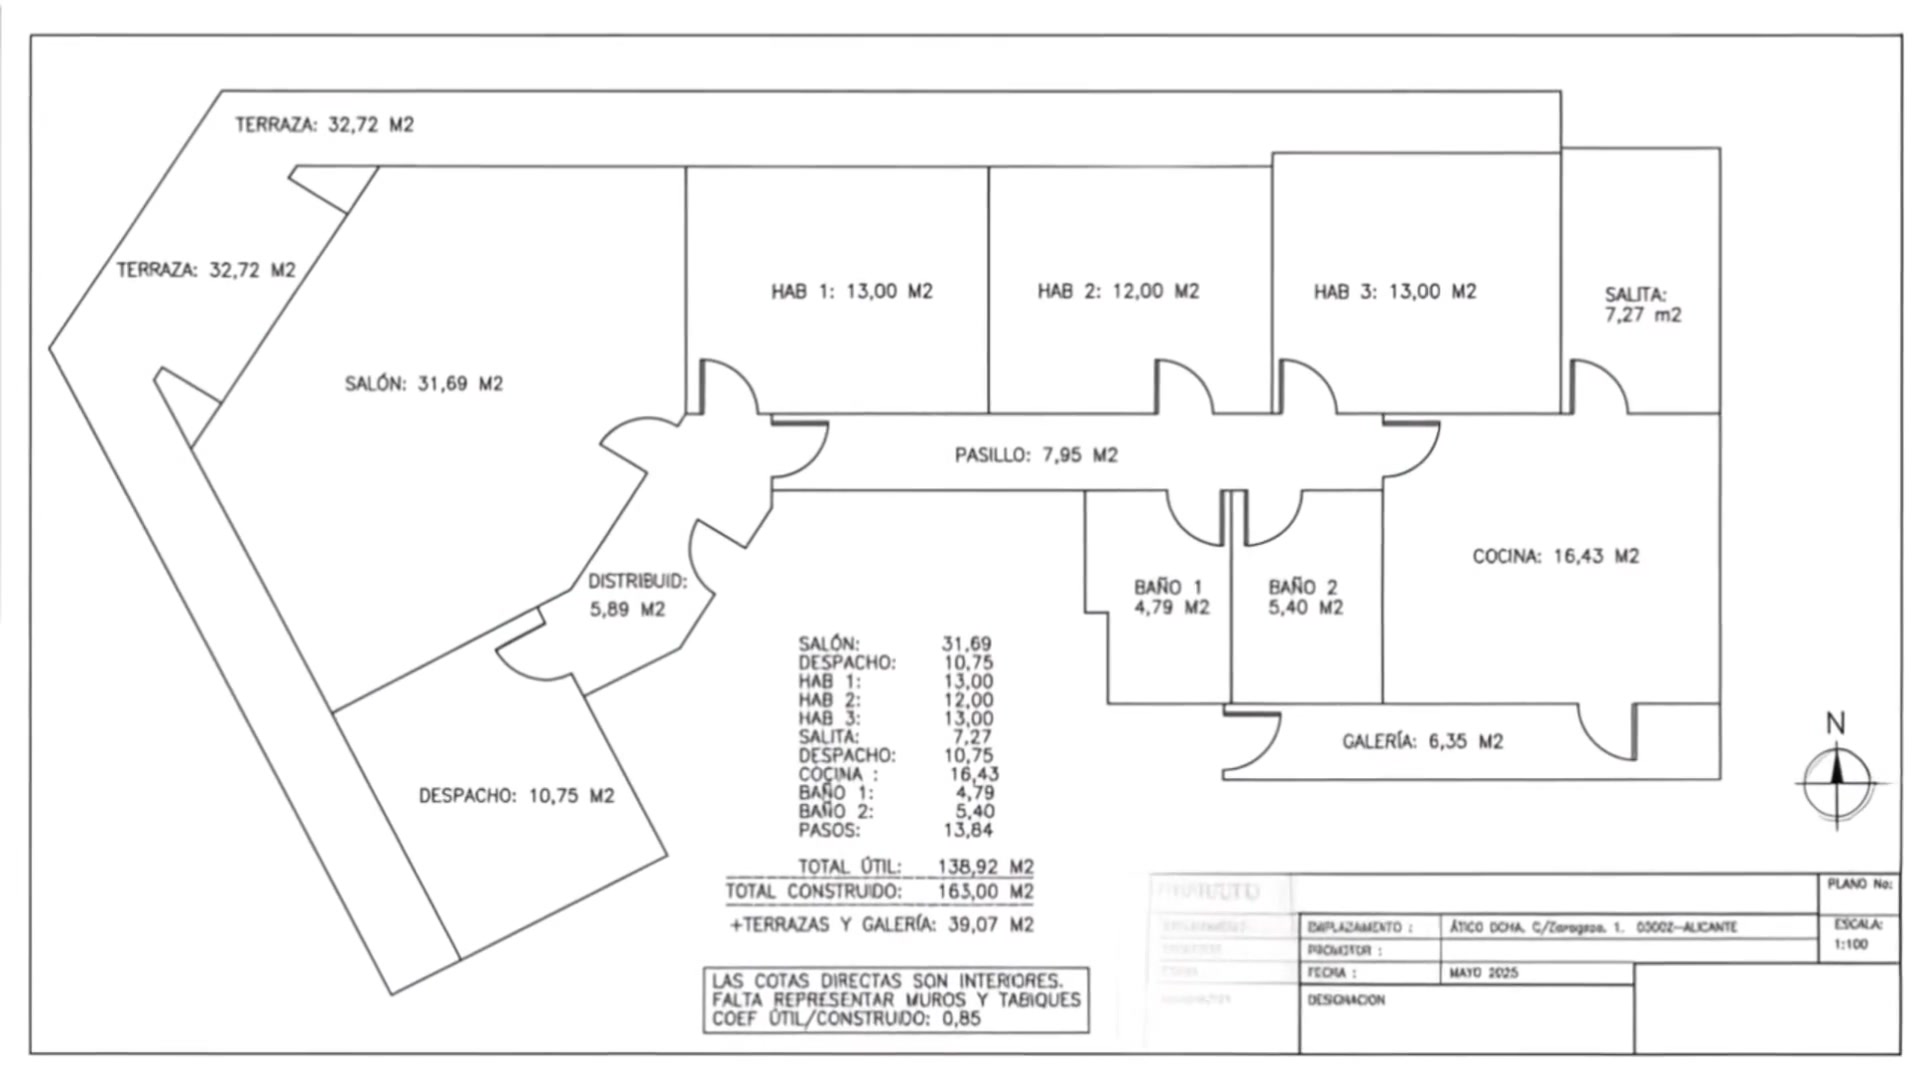 TERRAZA: 32,72 M2
TERRAZA: 32,72 M2
HAB 1: 13,00 M2
HAB 2: 12,00 M2
HAB 3: 13,00 M2
SALITA:
7,27 m2
SALÓN: 31,69 M2
PASILLO: 7,95 M2
COCINA: 16,43 M2
DISTRIBUID:
5,89 M2
BAÑO 1
4,79 M2
BAÑO 2
5,40 M2
GALERÍA: 6,35 M2
DESPACHO: 10,75 M2
SALÓN: 31,69
DESPACHO: 10,75
HAB 1: 13,00
HAB 2: 12,00
HAB 3: 13,00
SALITA: 7,27
DESPACHO: 10,75
COCINA : 16,43
BAÑO 1: 4,79
BAÑO 2: 5,40
PASOS: 13,84
TOTAL ÚTIL: 138,92 M2
TOTAL CONSTRUIDO: 163,00 M2
+TERRAZAS Y GALERÍA: 39,07 M2
LAS COTAS DIRECTAS SON INTERIORES.
FALTA REPRESENTAR MUROS Y TABIQUES
COEF ÚTIL/CONSTRUIDO: 0,85
N
PLANO No:
ESCALA:
1:100
EMPLAZAMIENTO : ÁTICO DCHA. C/Zaragoza, 1. 03002-ALICANTE
PROMOTOR :
FECHA : MAYO 2025
DESIGNACION